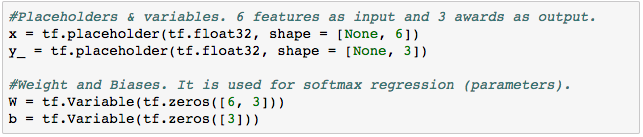 #Placeholders & variables. 6 features as input and 3 awards as output.
x = tf.placeholder(tf.float32, shape = [None, 6])
y_ = tf.placeholder(tf.float32, shape = [None, 3])
#Weight and Biases. It is used for softmax regression (parameters).
W = tf.Variable(tf.zeros([6, 3]))
b = tf.Variable(tf.zeros([3]))